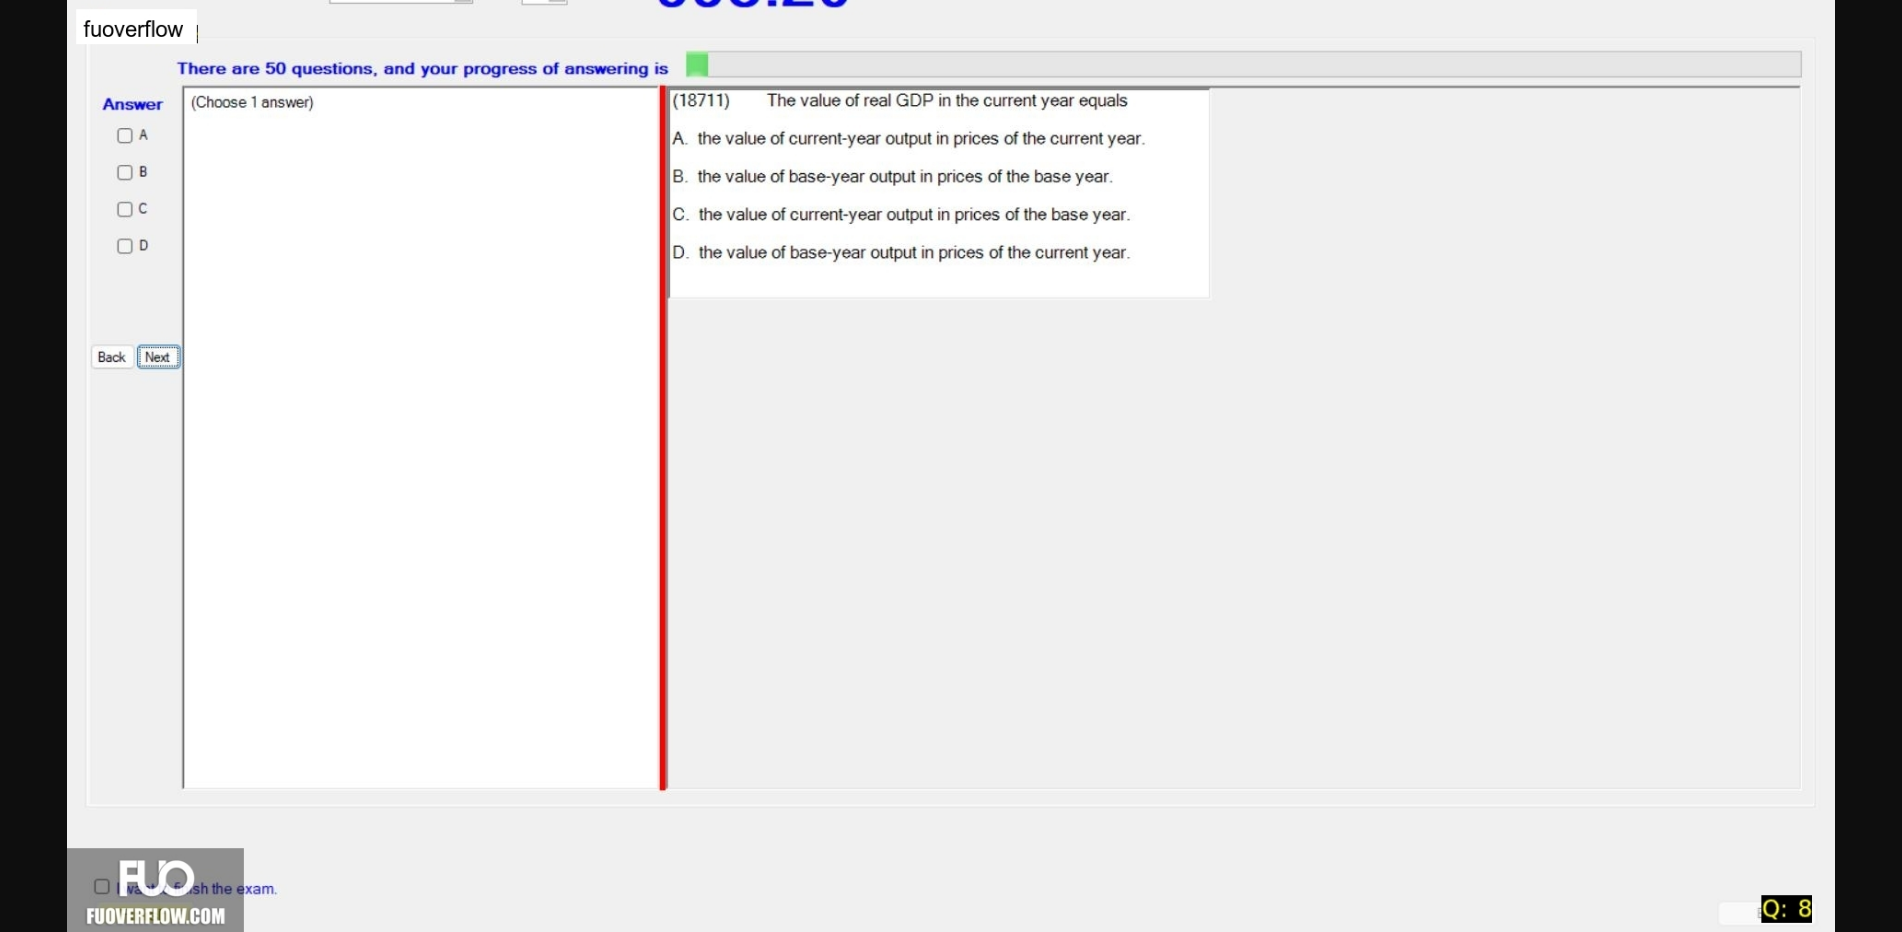 fuoverflow
There are 50 questions, and your progress of answering is
Answer
(Choose 1 answer)
A
B
C
D
Back Next
(18711) The value of real GDP in the current year equals
A. the value of current-year output in prices of the current year.
B. the value of base-year output in prices of the base year.
C. the value of current-year output in prices of the base year.
D. the value of base-year output in prices of the current year.
FUO
the exam.
FUOVERFLOW.COM
Q: 8